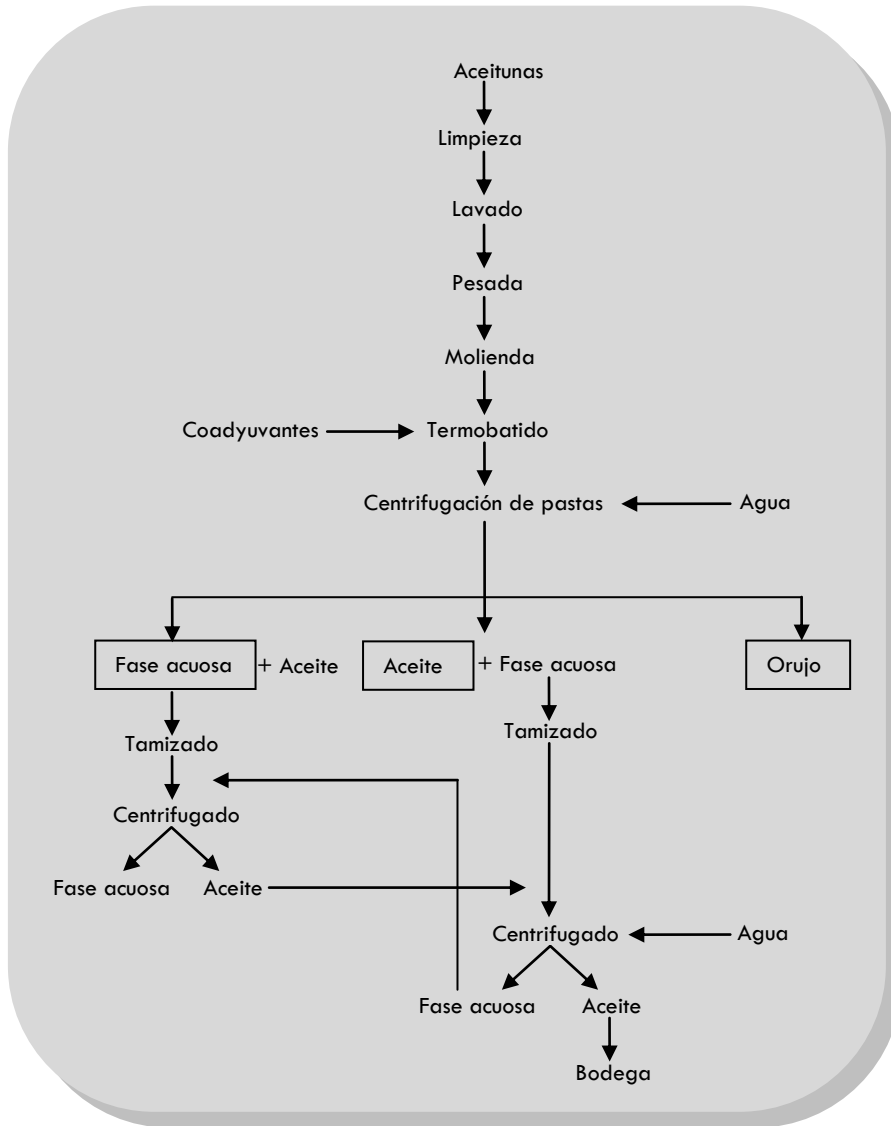 Aceitunas
Limpieza
Lavado
Pesada
Molienda
Coadyuvantes Termobatido
Centrifugación de pastas Agua
Fase acuosa + Aceite Aceite + Fase acuosa Orujo
Tamizado Tamizado
Centrifugado
Fase acuosa Aceite
Centrifugado Agua
Fase acuosa Aceite
Bodega